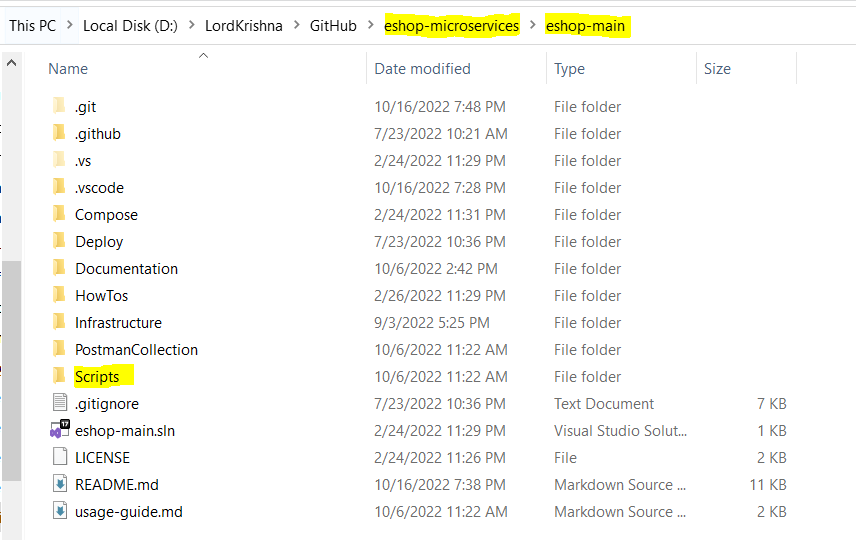 This PC > Local Disk (D:) > LordKrishna > GitHub > eshop-microservices > eshop-main
Name Date modified Type Size
.git 10/16/2022 7:48 PM File folder
.github 7/23/2022 10:21 AM File folder
.vs 2/24/2022 11:29 PM File folder
.vscode 10/16/2022 7:28 PM File folder
Compose 2/24/2022 11:31 PM File folder
Deploy 7/23/2022 10:36 PM File folder
Documentation 10/6/2022 2:42 PM File folder
HowTos 2/26/2022 11:29 PM File folder
Infrastructure 9/3/2022 5:25 PM File folder
PostmanCollection 10/6/2022 11:22 AM File folder
Scripts 10/6/2022 11:22 AM File folder
.gitignore 7/23/2022 10:36 PM Text Document 7 KB
eshop-main.sln 2/24/2022 11:29 PM Visual Studio Solut... 1 KB
LICENSE 2/24/2022 11:26 PM File 2 KB
README.md 10/16/2022 7:38 PM Markdown Source ... 11 KB
usage-guide.md 10/6/2022 11:22 AM Markdown Source ... 2 KB